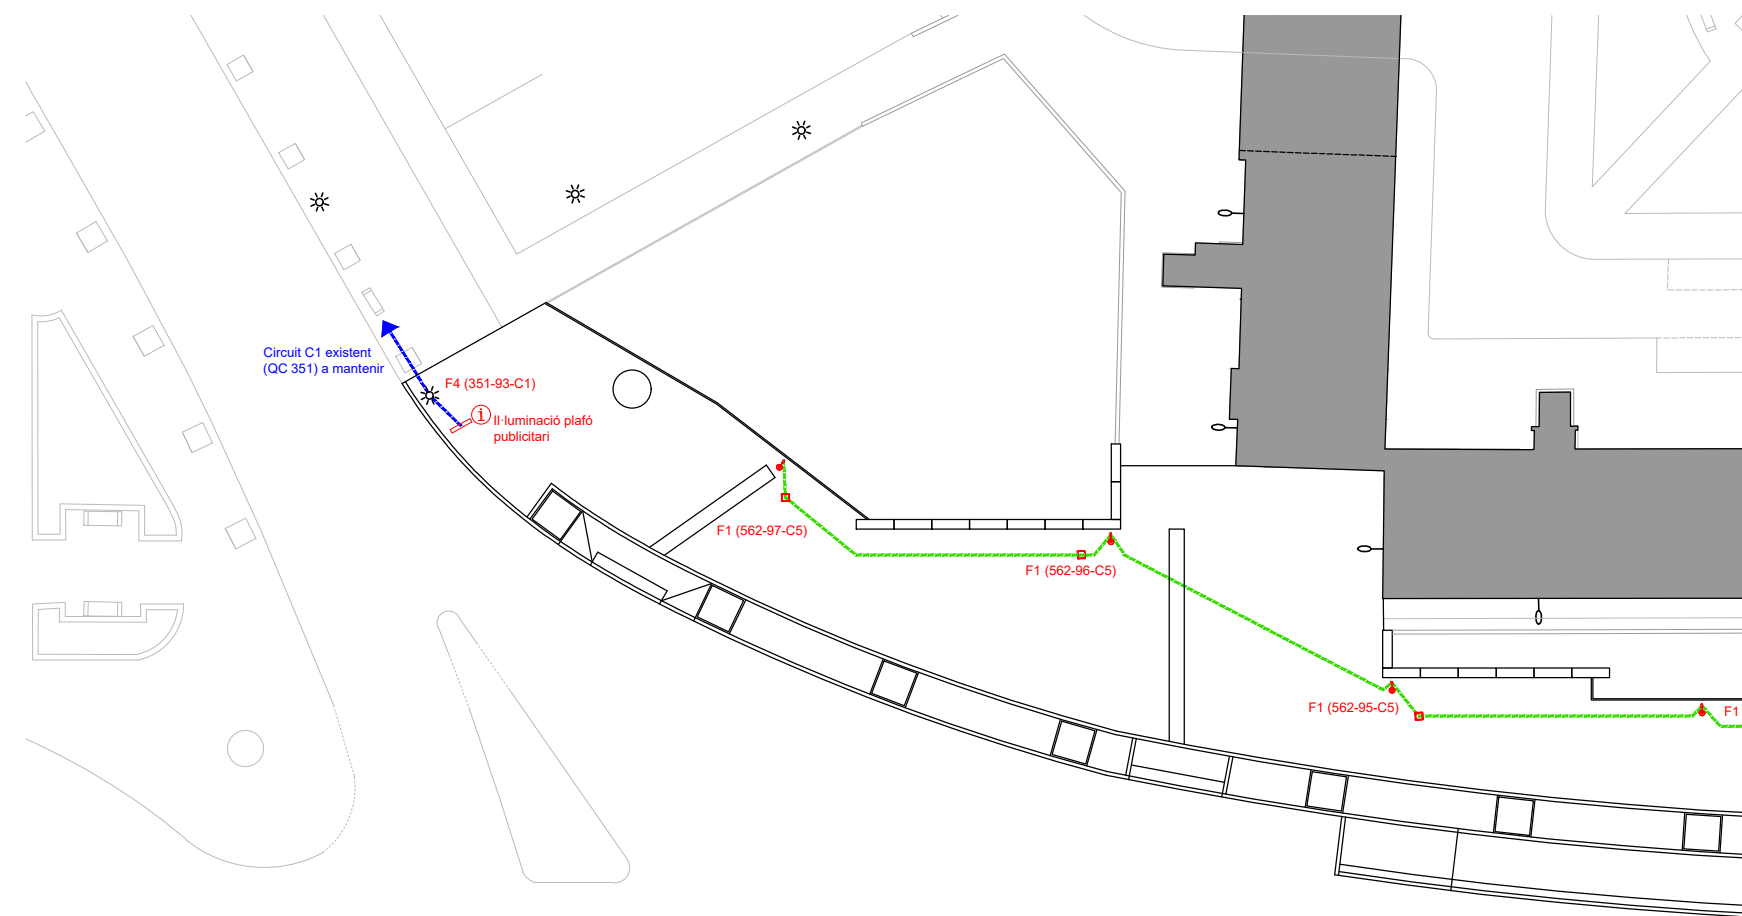 Circuit C1 existent
(QC 351) a mantenir
F4 (351-93-C1)
i
Il·luminació plafó
publicitari
F1 (562-97-C5)
F1 (562-96-C5)
F1 (562-95-C5)
F1